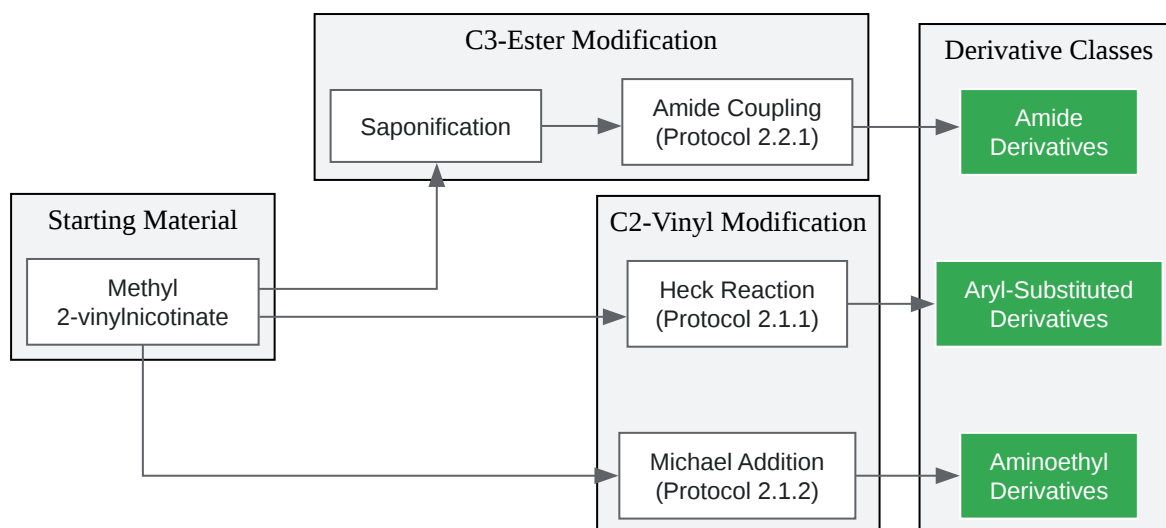 C3-Ester Modification
Derivative Classes
Saponification
Amide Coupling
(Protocol 2.2.1)
Amide
Derivatives
Starting Material
C2-Vinyl Modification
Methyl
2-vinylnicotinate
Heck Reaction
(Protocol 2.1.1)
Aryl-Substituted
Derivatives
Michael Addition
(Protocol 2.1.2)
Aminoethyl
Derivatives